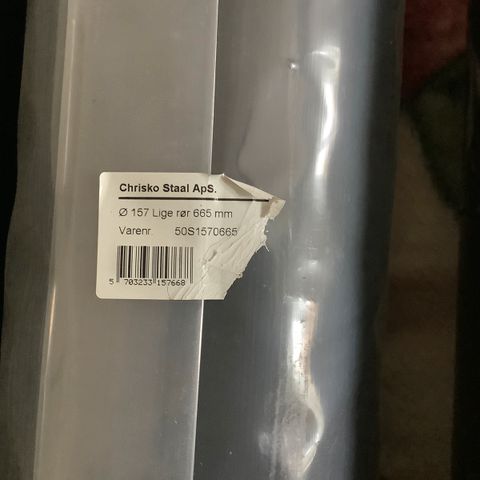 Chrisko Staal ApS.
Ø 157 Lige rør 665 mm
Varenr. 50S1570665
5 703233 157668